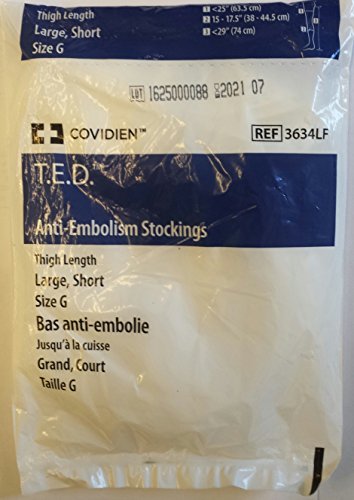 Thigh Length
Large, Short
Size G
1 <25" (63.5 cm)
2 15 - 17.5" (38 - 44.5 cm)
3 <29" (74 cm)
LOT 1625000088 2021 07
COVIDIEN™
REF 3634LF
T.E.D.™
Anti-Embolism Stockings
Thigh Length
Large, Short
Size G
Bas anti-embolie
Jusqu'à la cuisse
Grand, Court
Taille G